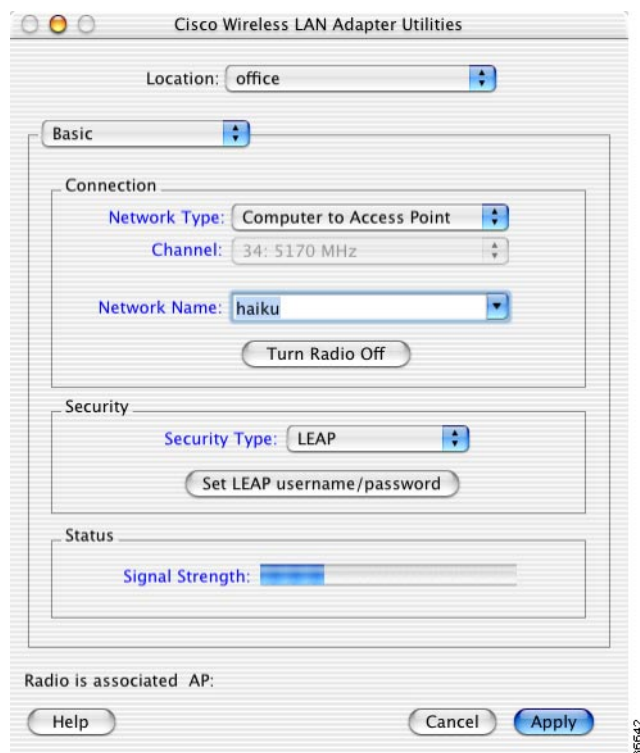 Cisco Wireless LAN Adapter Utilities
Location: office
Basic
Connection
Network Type: Computer to Access Point
Channel: 34: 5170 MHz
Network Name: haiku
Turn Radio Off
Security
Security Type: LEAP
Set LEAP username/password
Status
Signal Strength:
Radio is associated AP:
Help Cancel Apply